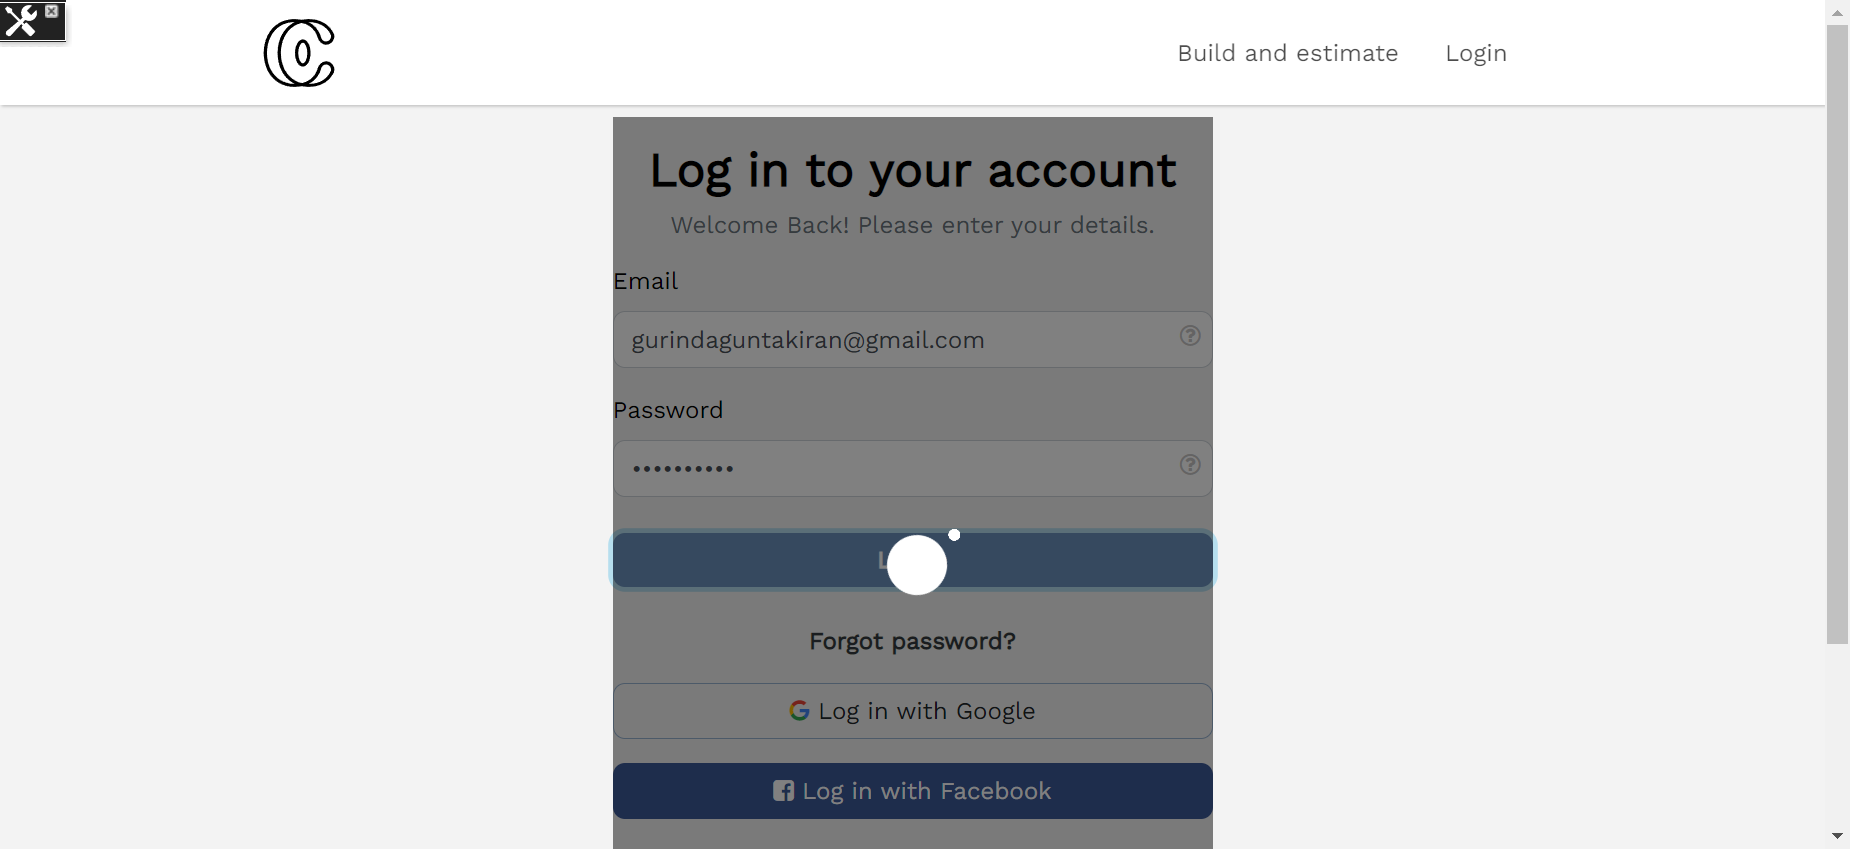 Build and estimate Login
Log in to your account
Welcome Back! Please enter your details.
Email
gurindaguntakiran@gmail.com
Password
Forgot password?
Log in with Google
Log in with Facebook